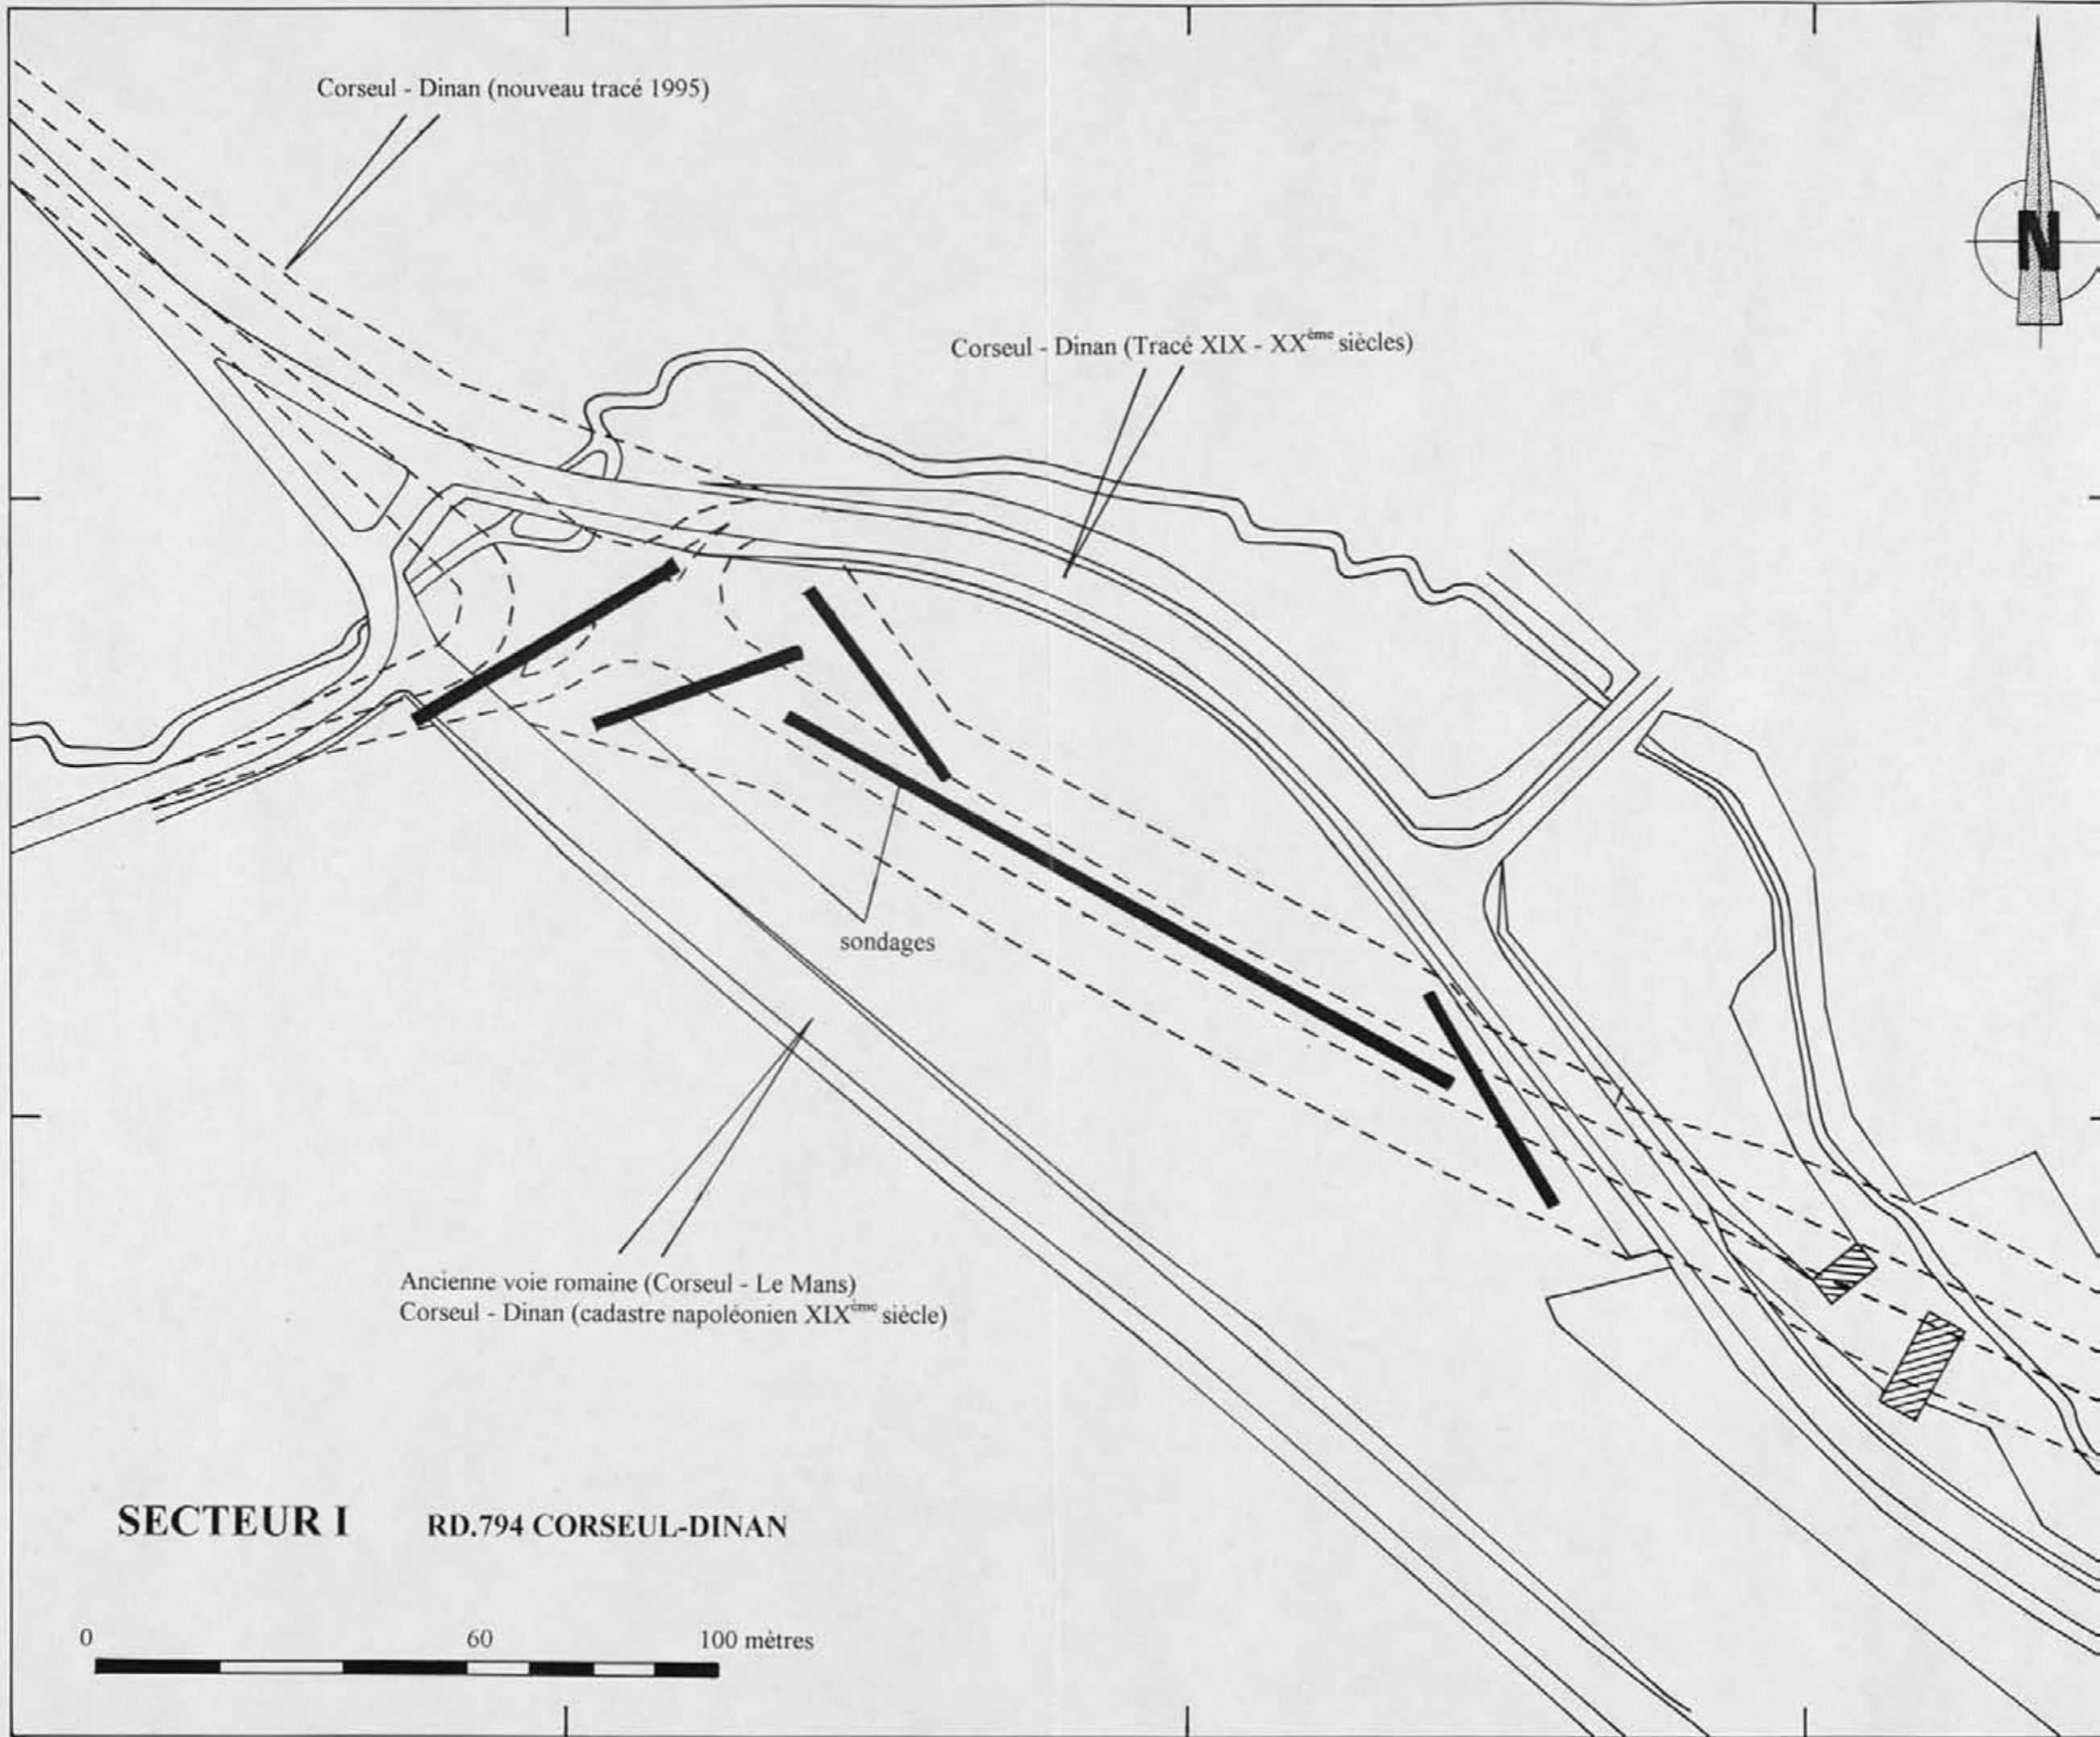 Corseul - Dinan (nouveau tracé 1995)
N
Corseul - Dinan (Tracé XIX - XXème siècles)
sondages
Ancienne voie romaine (Corseul - Le Mans)
Corseul - Dinan (cadastre napoléonien XIXème siècle)
SECTEUR I RD.794 CORSEUL-DINAN
0 60 100 mètres